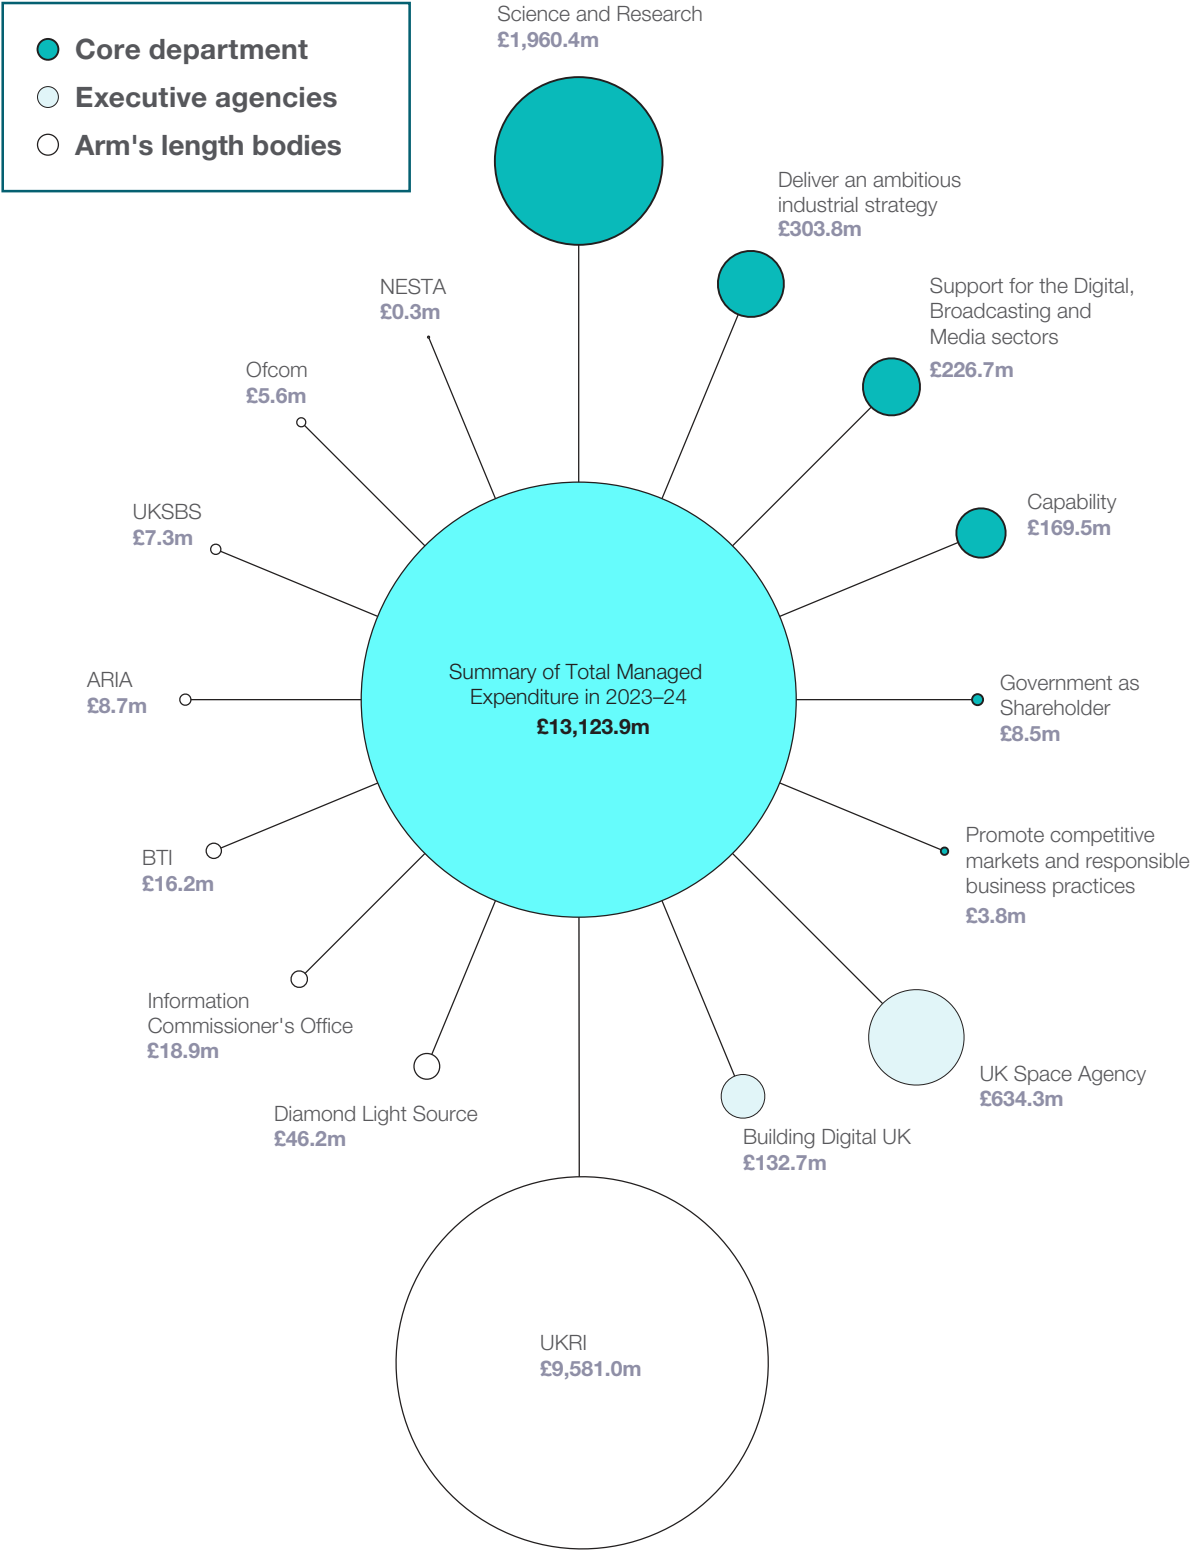 Core department
Executive agencies
Arm's length bodies
Science and Research
£1,960.4m
Deliver an ambitious
industrial strategy
£303.8m
Support for the Digital,
Broadcasting and
Media sectors
£226.7m
Capability
£169.5m
Government as
Shareholder
£8.5m
Promote competitive
markets and responsible
business practices
£3.8m
UK Space Agency
£634.3m
Building Digital UK
£132.7m
UKRI
£9,581.0m
Diamond Light Source
£46.2m
Information
Commissioner's Office
£18.9m
BTI
£16.2m
ARIA
£8.7m
UKSBS
£7.3m
Ofcom
£5.6m
NESTA
£0.3m
Summary of Total Managed
Expenditure in 2023–24
£13,123.9m